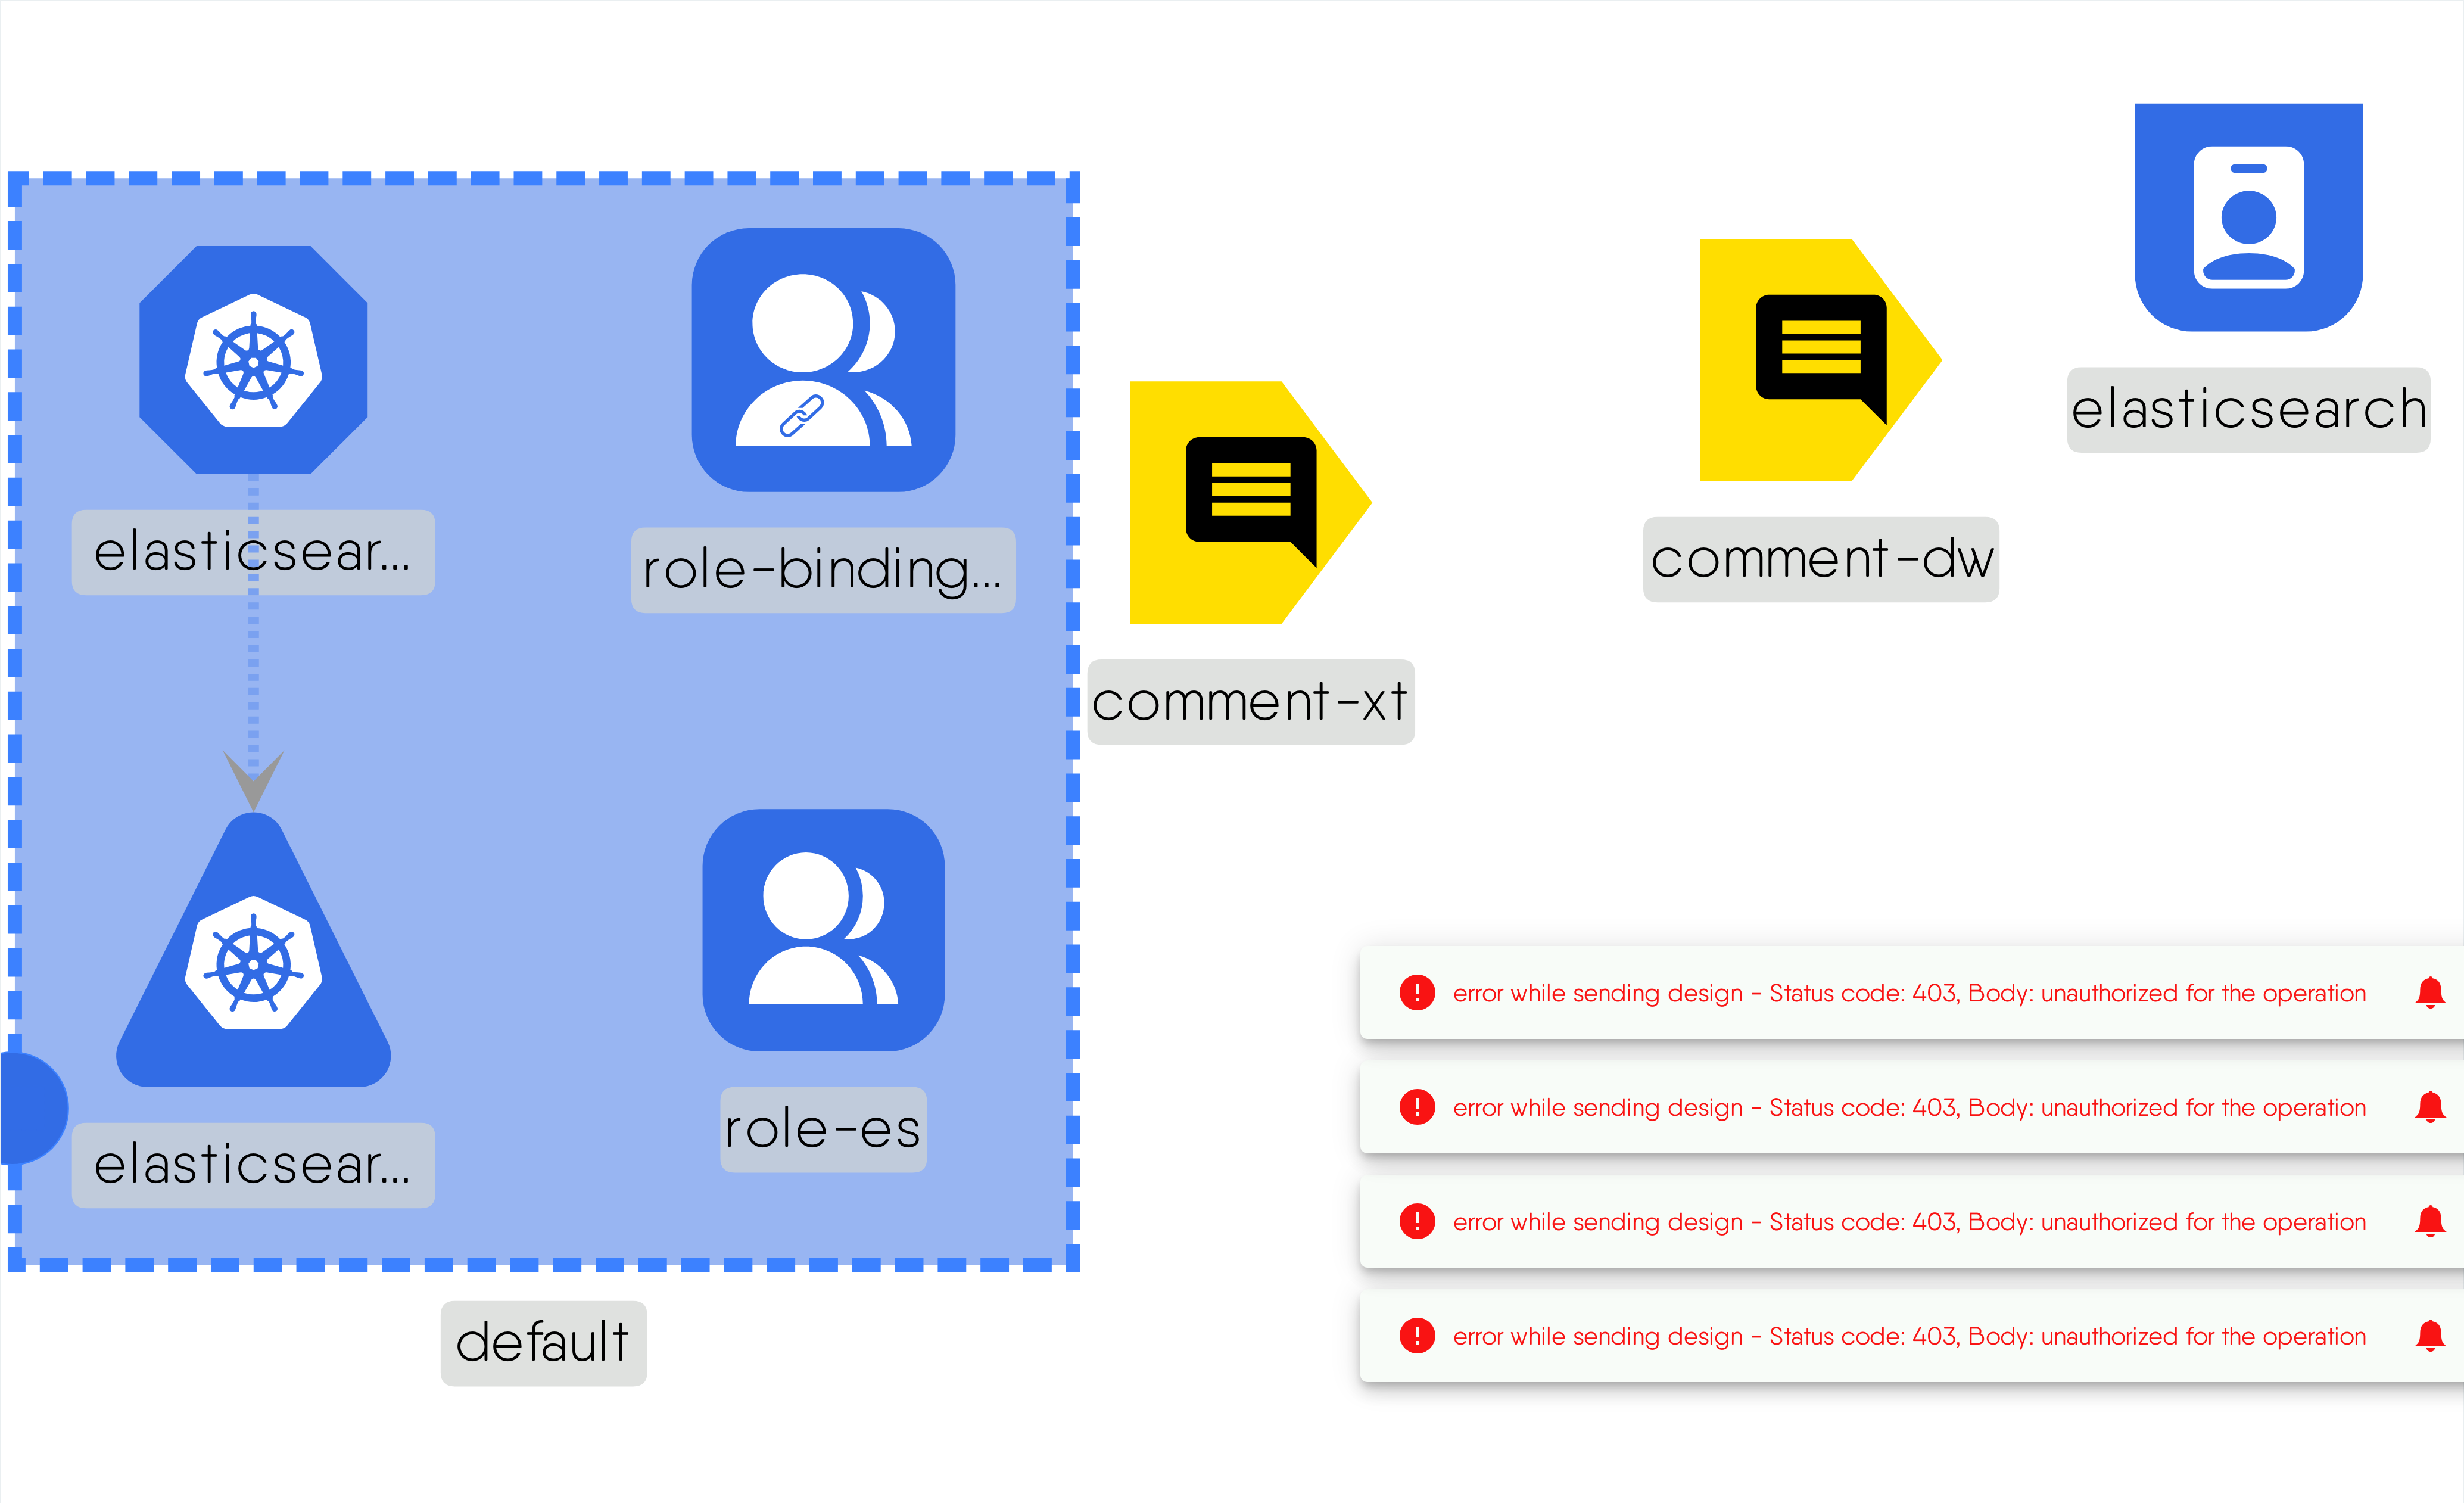 elasticsearch
elasticsear...
role-binding...
comment-dw
comment-xt
error while sending design - Status code: 403, Body: unauthorized for the operation
error while sending design - Status code: 403, Body: unauthorized for the operation
elasticsear...
role-es
error while sending design - Status code: 403, Body: unauthorized for the operation
error while sending design - Status code: 403, Body: unauthorized for the operation
default